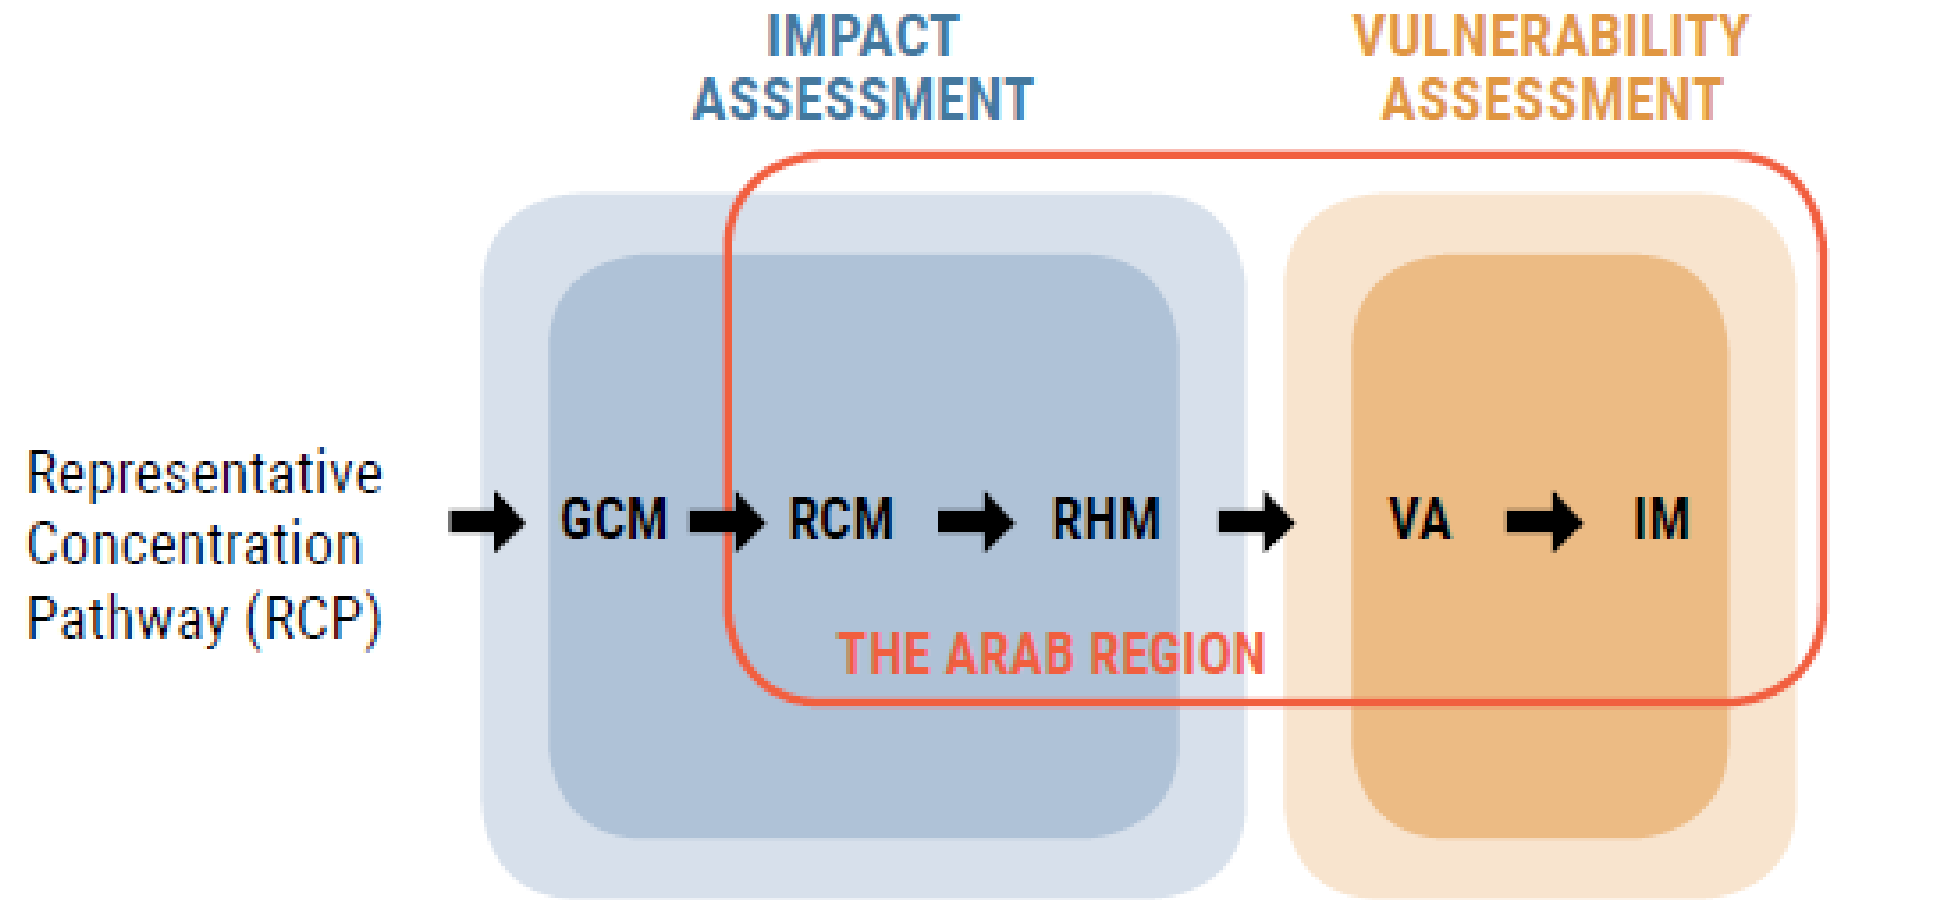 IMPACT
ASSESSMENT
VULNERABILITY
ASSESSMENT
Representative
Concentration
Pathway (RCP)
GCM RCM RHM VA IM
THE ARAB REGION